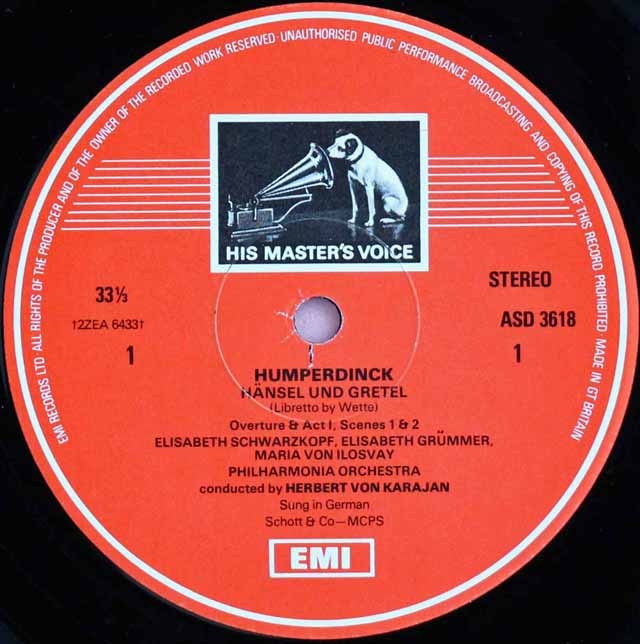 EMI RECORDS LTD · ALL RIGHTS OF THE PRODUCER AND OF THE OWNER OF THE RECORDED WORK RESERVED · UNAUTHORISED PUBLIC PERFORMANCE BROADCASTING AND COPYING OF THIS RECORD PROHIBITED MADE IN GT BRITAIN
HIS MASTER'S VOICE
33⅓
†2ZEA 6433†
1
STEREO
ASD 3618
1
HUMPERDINCK
HÄNSEL UND GRETEL
(Libretto by Wette)
Overture & Act I, Scenes 1 & 2
ELISABETH SCHWARZKOPF, ELISABETH GRÜMMER,
MARIA VON ILOSVAY
PHILHARMONIA ORCHESTRA
conducted by HERBERT VON KARAJAN
Sung in German
Schott & Co—MCPS
EMI